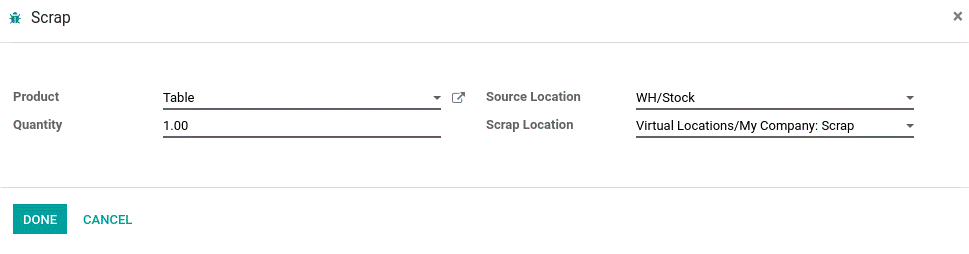 Scrap
Product Table Source Location WH/Stock
Quantity 1.00 Scrap Location Virtual Locations/My Company: Scrap
DONE CANCEL